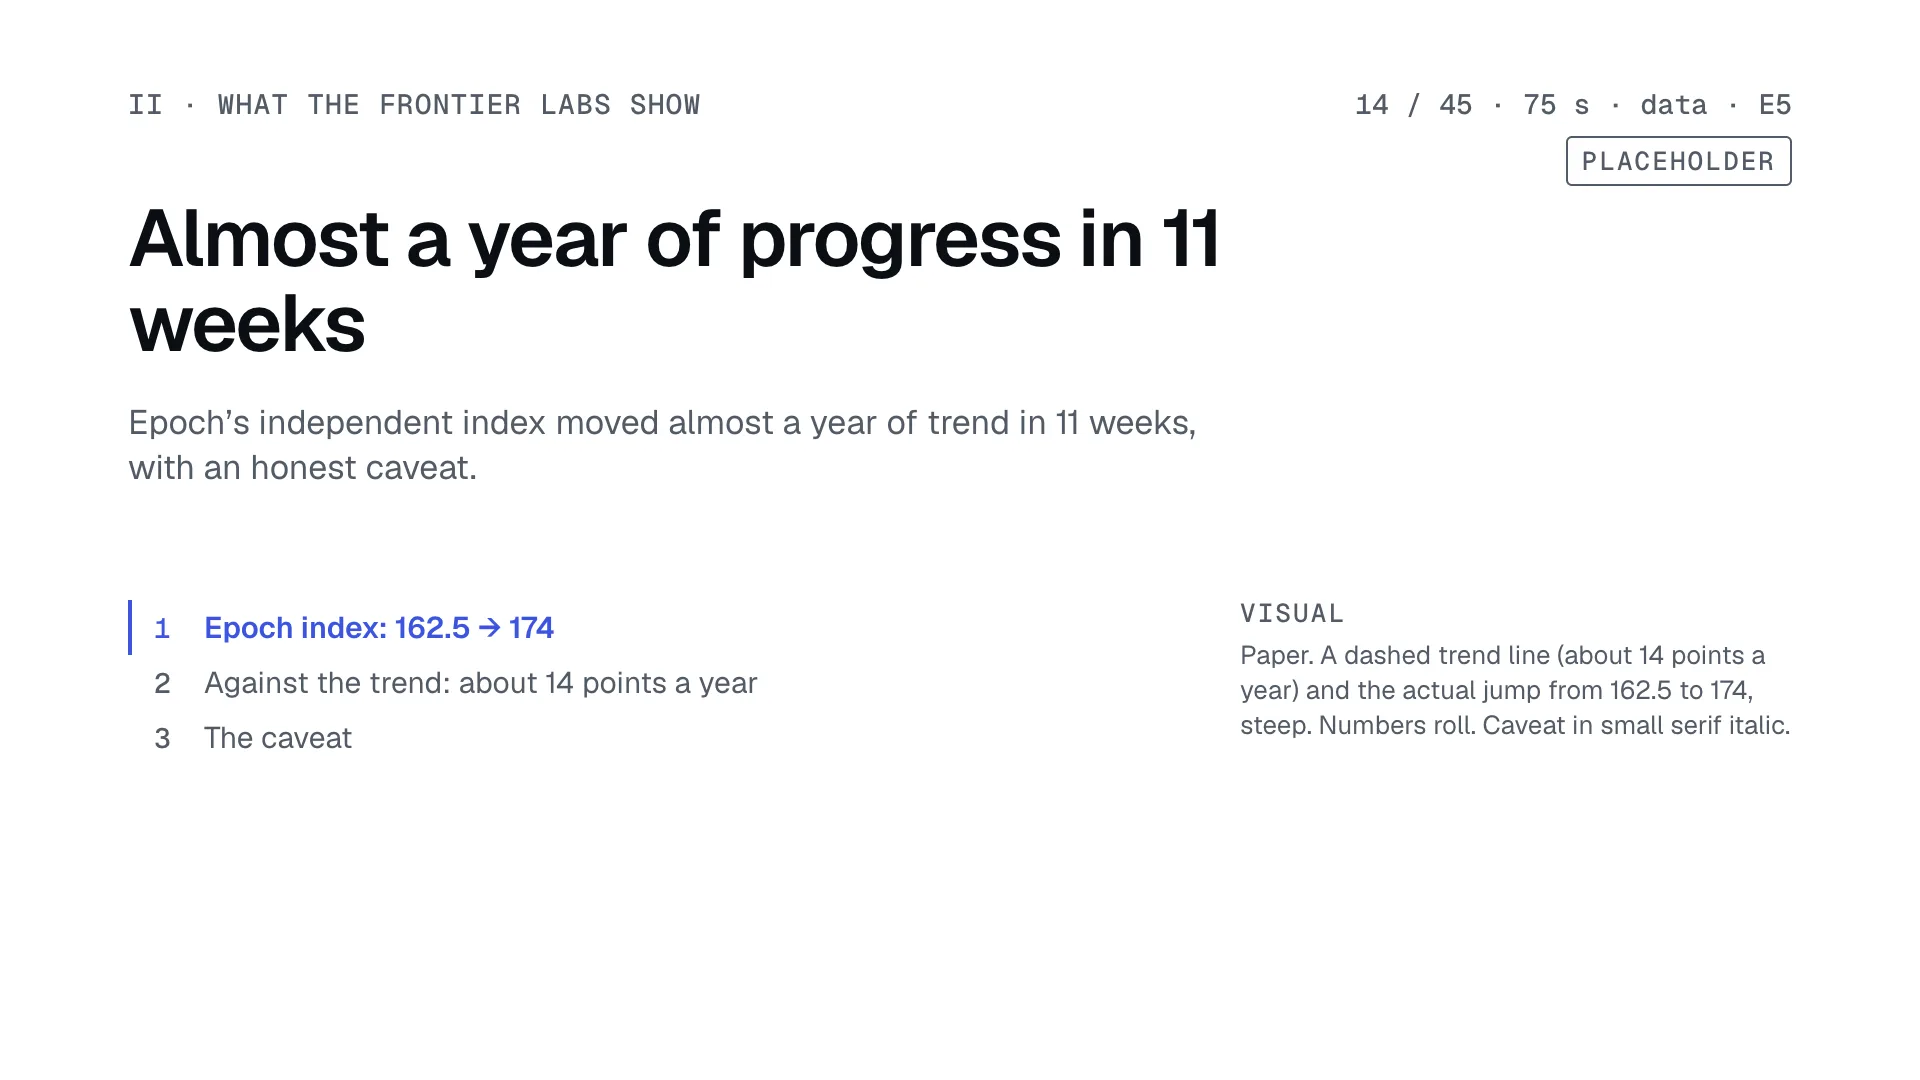 II · WHAT THE FRONTIER LABS SHOW
14 / 45 · 75 s · data · E5
PLACEHOLDER
Almost a year of progress in 11
weeks
Epoch’s independent index moved almost a year of trend in 11 weeks,
with an honest caveat.
1 Epoch index: 162.5 → 174
2 Against the trend: about 14 points a year
3 The caveat
VISUAL
Paper. A dashed trend line (about 14 points a
year) and the actual jump from 162.5 to 174,
steep. Numbers roll. Caveat in small serif italic.